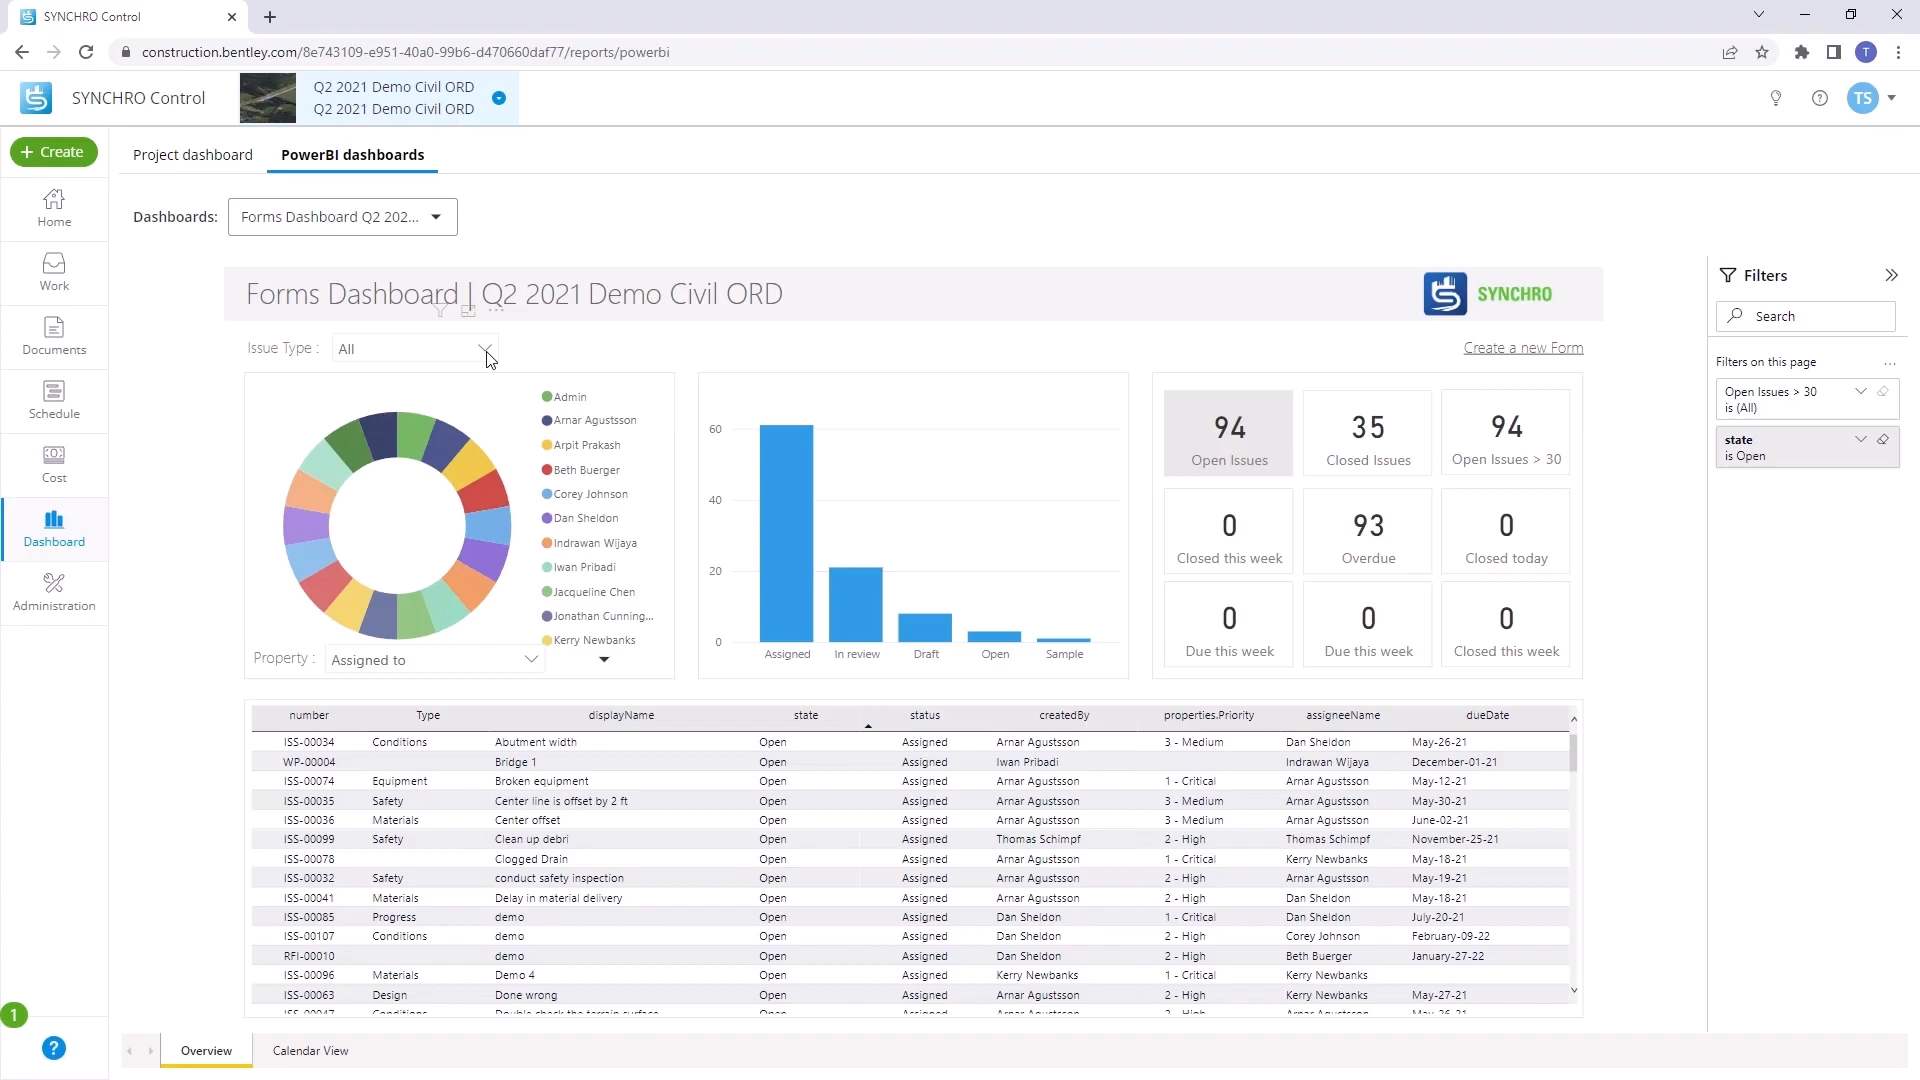 SYNCHRO Control
construction.bentley.com/8e743109-e951-40a0-99b6-d470660daf77/reports/powerbi
T
SYNCHRO Control
Q2 2021 Demo Civil ORD
Q2 2021 Demo Civil ORD
TS
+ Create
Home
Work
Documents
Schedule
Cost
Dashboard
Administration
1
?
Project dashboard
PowerBI dashboards
Dashboards:
Forms Dashboard Q2 202...
Forms Dashboard | Q2 2021 Demo Civil ORD
SYNCHRO
Issue Type :
All
Create a new Form
Admin
Arnar Agustsson
Arpit Prakash
Beth Buerger
Corey Johnson
Dan Sheldon
Indrawan Wijaya
Iwan Pribadi
Jacqueline Chen
Jonathan Cunning...
Kerry Newbanks
Property :
Assigned to
60
40
20
0
Assigned In review Draft Open Sample
94
Open Issues
35
Closed Issues
94
Open Issues > 30
0
Closed this week
93
Overdue
0
Closed today
0
Due this week
0
Due this week
0
Closed this week
number Type displayName state status createdBy properties.Priority assigneeName dueDate
ISS-00034 Conditions Abutment width Open Assigned Arnar Agustsson 3 - Medium Dan Sheldon May-26-21
WP-00004 Bridge 1 Open Assigned Iwan Pribadi Indrawan Wijaya December-01-21
ISS-00074 Equipment Broken equipment Open Assigned Arnar Agustsson 1 - Critical Arnar Agustsson May-12-21
ISS-00035 Safety Center line is offset by 2 ft Open Assigned Arnar Agustsson 3 - Medium Arnar Agustsson May-30-21
ISS-00036 Materials Center offset Open Assigned Arnar Agustsson 3 - Medium Arnar Agustsson June-02-21
ISS-00099 Safety Clean up debri Open Assigned Thomas Schimpf 2 - High Thomas Schimpf November-25-21
ISS-00078 Clogged Drain Open Assigned Arnar Agustsson 1 - Critical Kerry Newbanks May-18-21
ISS-00032 Safety conduct safety inspection Open Assigned Arnar Agustsson 2 - High Arnar Agustsson May-19-21
ISS-00041 Materials Delay in material delivery Open Assigned Arnar Agustsson 2 - High Dan Sheldon May-18-21
ISS-00085 Progress demo Open Assigned Dan Sheldon 1 - Critical Dan Sheldon July-20-21
ISS-00107 Conditions demo Open Assigned Dan Sheldon 2 - High Corey Johnson February-09-22
RFI-00010 demo Open Assigned Dan Sheldon 2 - High Beth Buerger January-27-22
ISS-00096 Materials Demo 4 Open Assigned Kerry Newbanks 1 - Critical Kerry Newbanks
ISS-00063 Design Done wrong Open Assigned Arnar Agustsson 2 - High Kerry Newbanks May-27-21
Overview
Calendar View
Filters
Search
Filters on this page
...
Open Issues > 30
is (All)
state
is Open